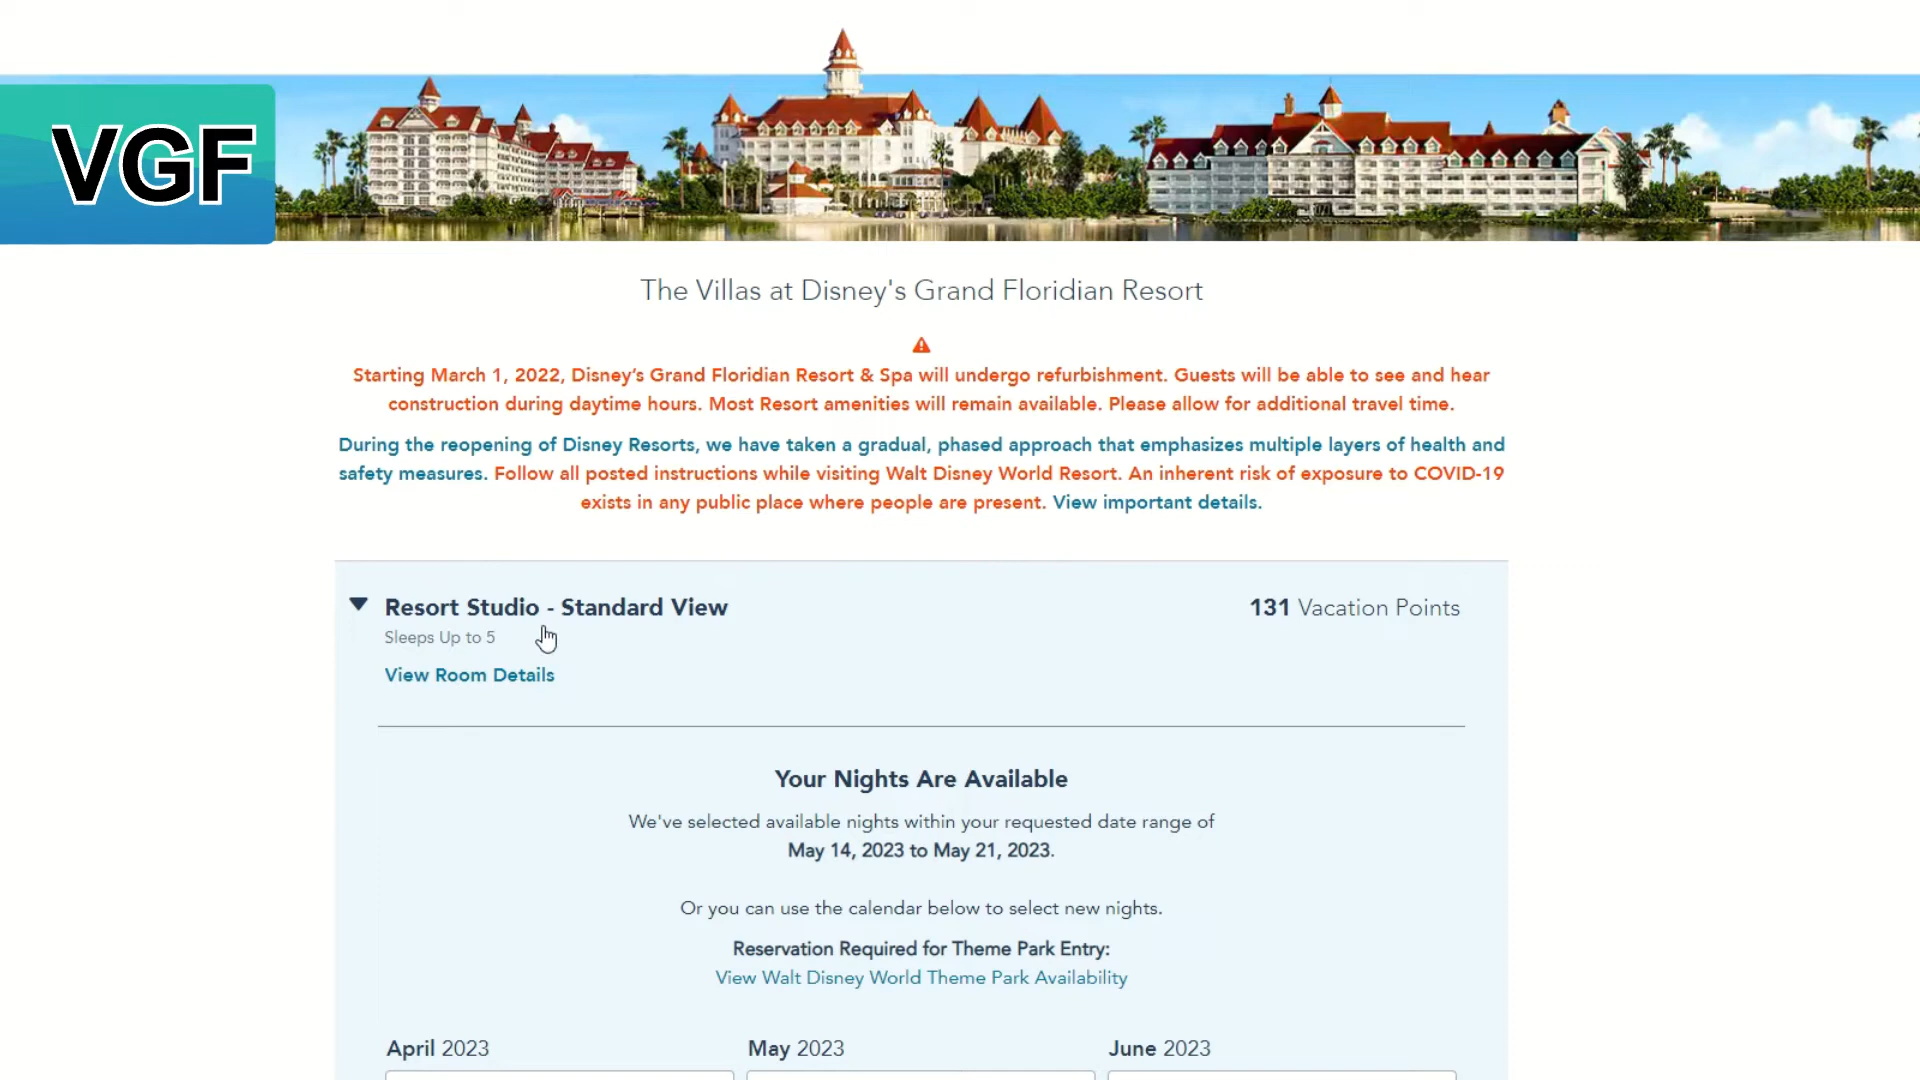 VGF
The Villas at Disney's Grand Floridian Resort
Starting March 1, 2022, Disney’s Grand Floridian Resort & Spa will undergo refurbishment. Guests will be able to see and hear
construction during daytime hours. Most Resort amenities will remain available. Please allow for additional travel time.
During the reopening of Disney Resorts, we have taken a gradual, phased approach that emphasizes multiple layers of health and
safety measures. Follow all posted instructions while visiting Walt Disney World Resort. An inherent risk of exposure to COVID-19
exists in any public place where people are present. View important details.
Resort Studio - Standard View
131 Vacation Points
Sleeps Up to 5
View Room Details
Your Nights Are Available
We've selected available nights within your requested date range of
May 14, 2023 to May 21, 2023.
Or you can use the calendar below to select new nights.
Reservation Required for Theme Park Entry:
View Walt Disney World Theme Park Availability
April 2023
May 2023
June 2023